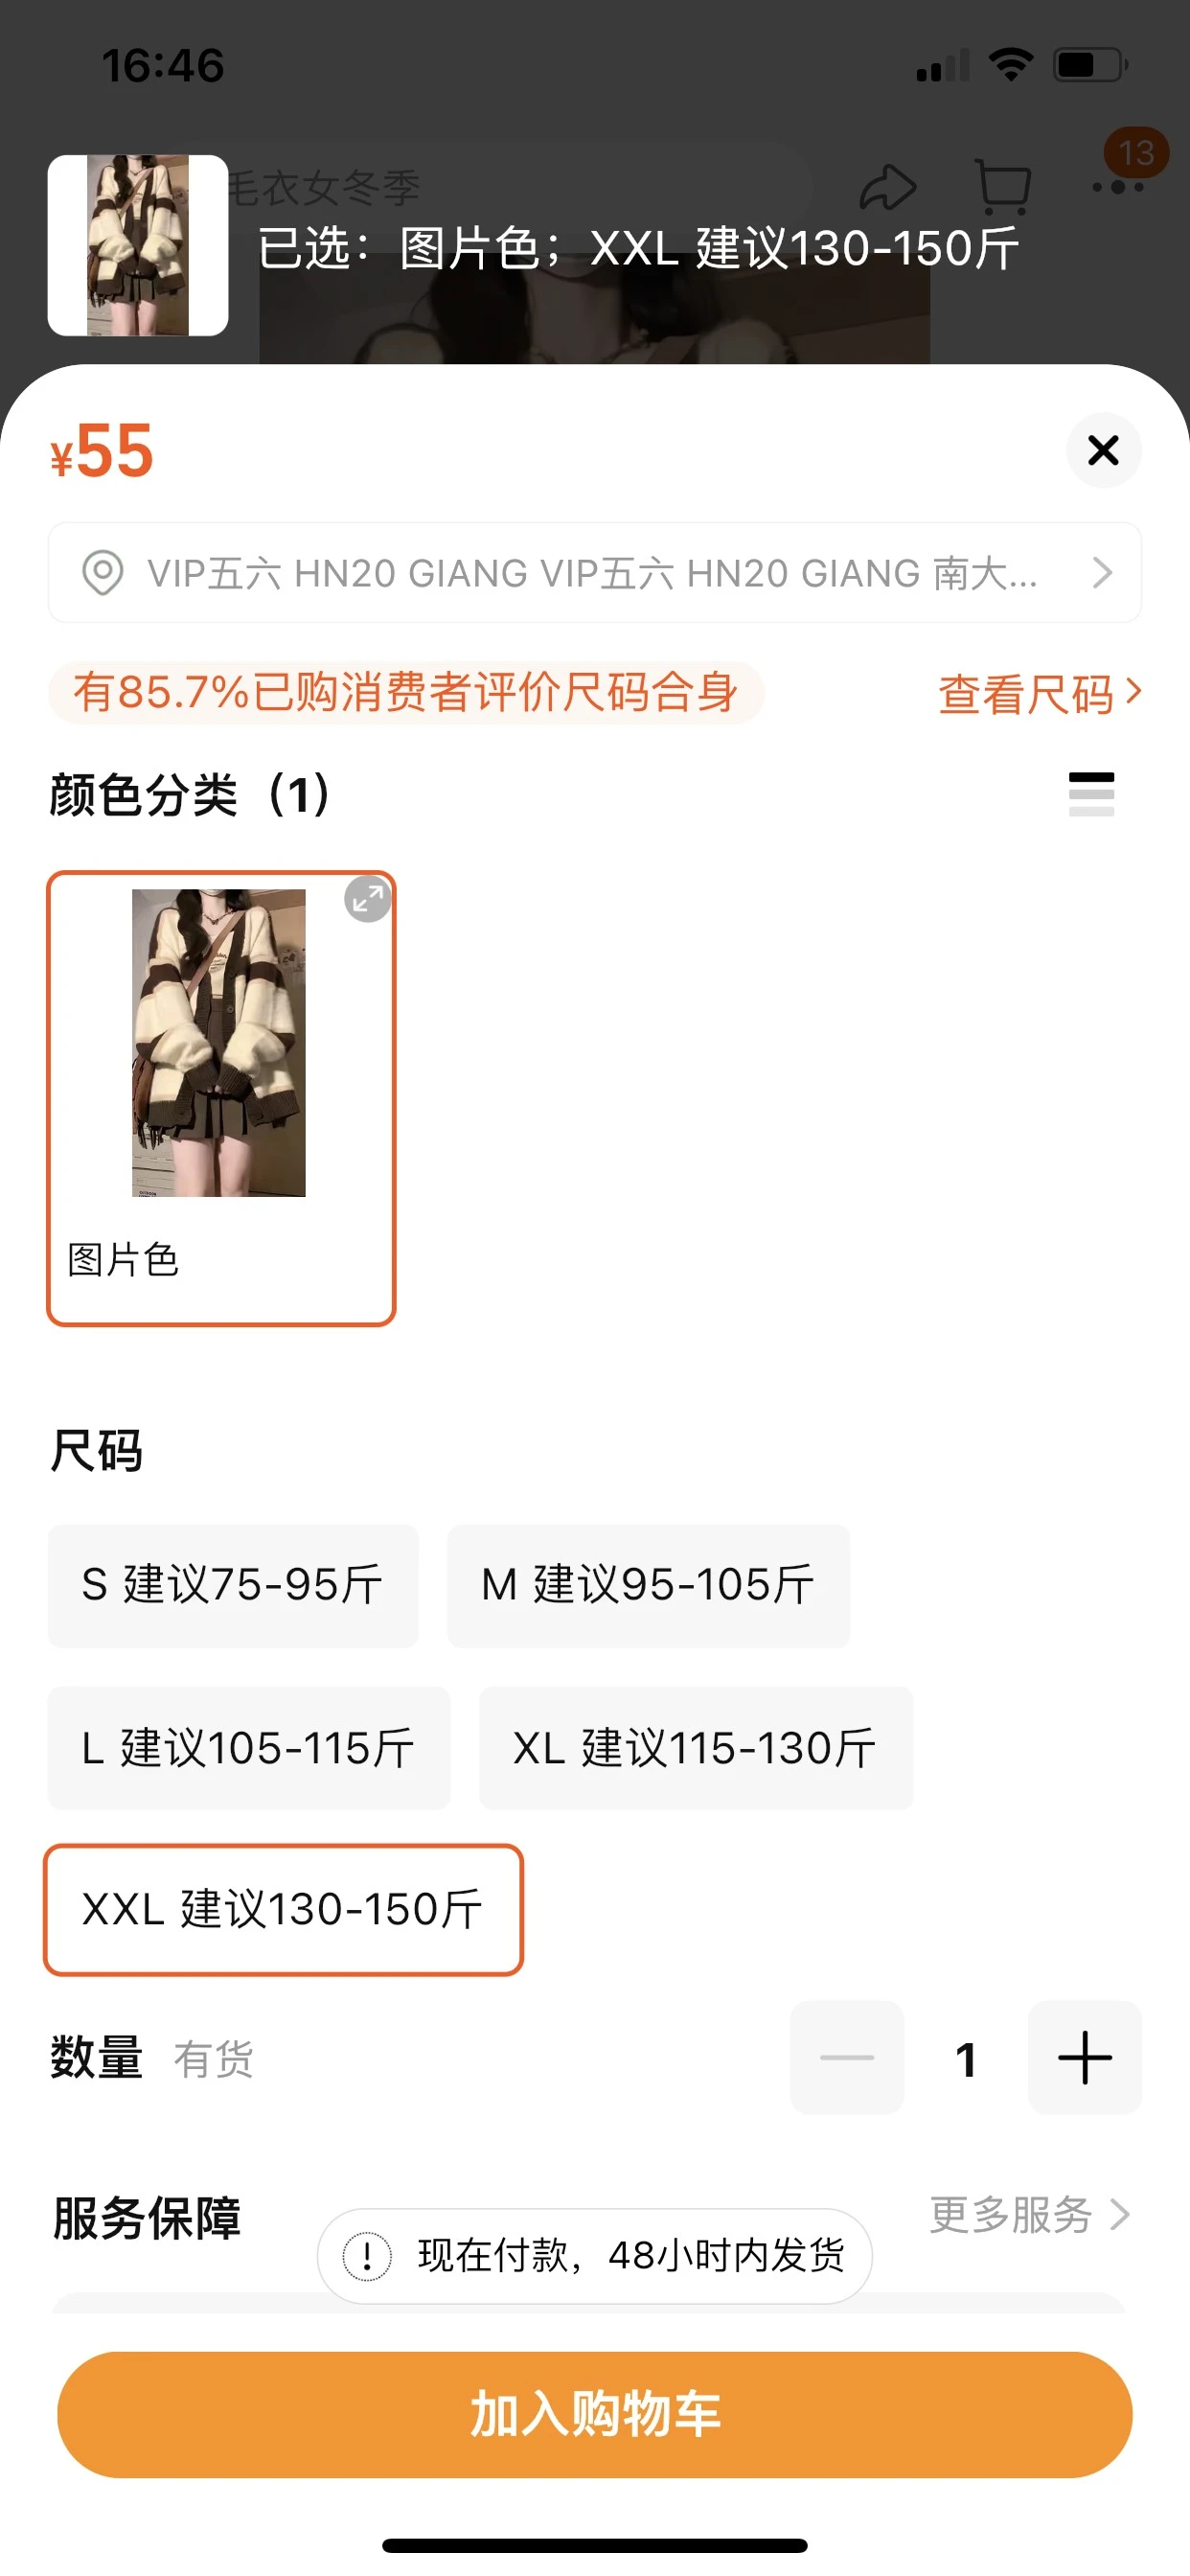 16:46
13
毛衣女冬季
已选：图片色；XXL 建议130-150斤
¥55
VIP五六 HN20 GIANG VIP五六 HN20 GIANG 南大...
有85.7%已购消费者评价尺码合身
查看尺码
颜色分类（1）
图片色
尺码
S 建议75-95斤
M 建议95-105斤
L 建议105-115斤
XL 建议115-130斤
XXL 建议130-150斤
数量 有货
1
服务保障
更多服务
现在付款，48小时内发货
加入购物车